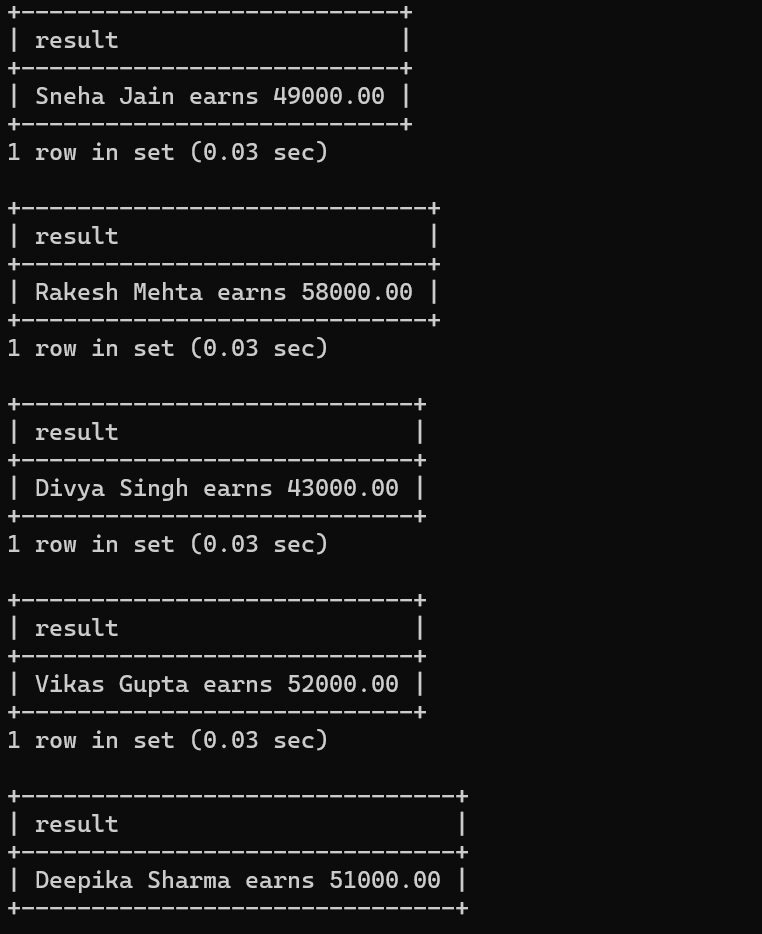 +---------------------------+
| result                    |
+---------------------------+
| Sneha Jain earns 49000.00 |
+---------------------------+
1 row in set (0.03 sec)

+-----------------------------+
| result                      |
+-----------------------------+
| Rakesh Mehta earns 58000.00 |
+-----------------------------+
1 row in set (0.03 sec)

+----------------------------+
| result                     |
+----------------------------+
| Divya Singh earns 43000.00 |
+----------------------------+
1 row in set (0.03 sec)

+----------------------------+
| result                     |
+----------------------------+
| Vikas Gupta earns 52000.00 |
+----------------------------+
1 row in set (0.03 sec)

+-------------------------------+
| result                        |
+-------------------------------+
| Deepika Sharma earns 51000.00 |
+-------------------------------+